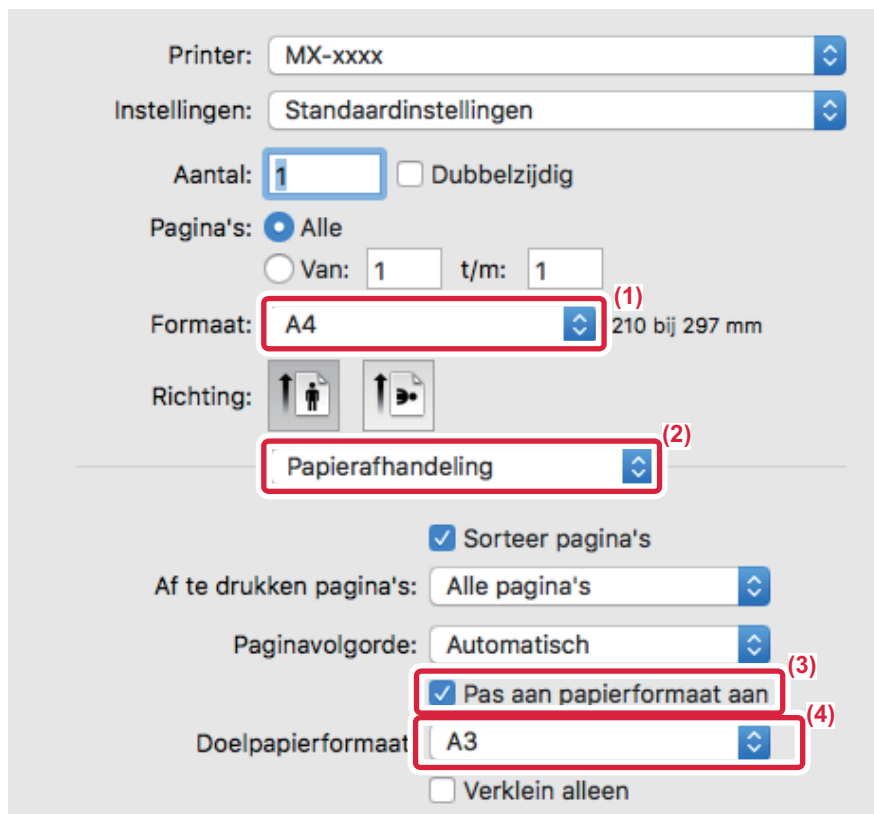 Printer: MX-xxxx
Instellingen: Standaardinstellingen
Aantal: 1 Dubbelzijdig
Pagina's: Alle
Van: 1 t/m: 1
(1)
Formaat: A4 210 bij 297 mm
Richting:
(2)
Papierafhandeling
Sorteer pagina's
Af te drukken pagina's: Alle pagina's
Paginavolgorde: Automatisch
(3)
Pas aan papierformaat aan
(4)
Doelpapierformaat A3
Verklein alleen